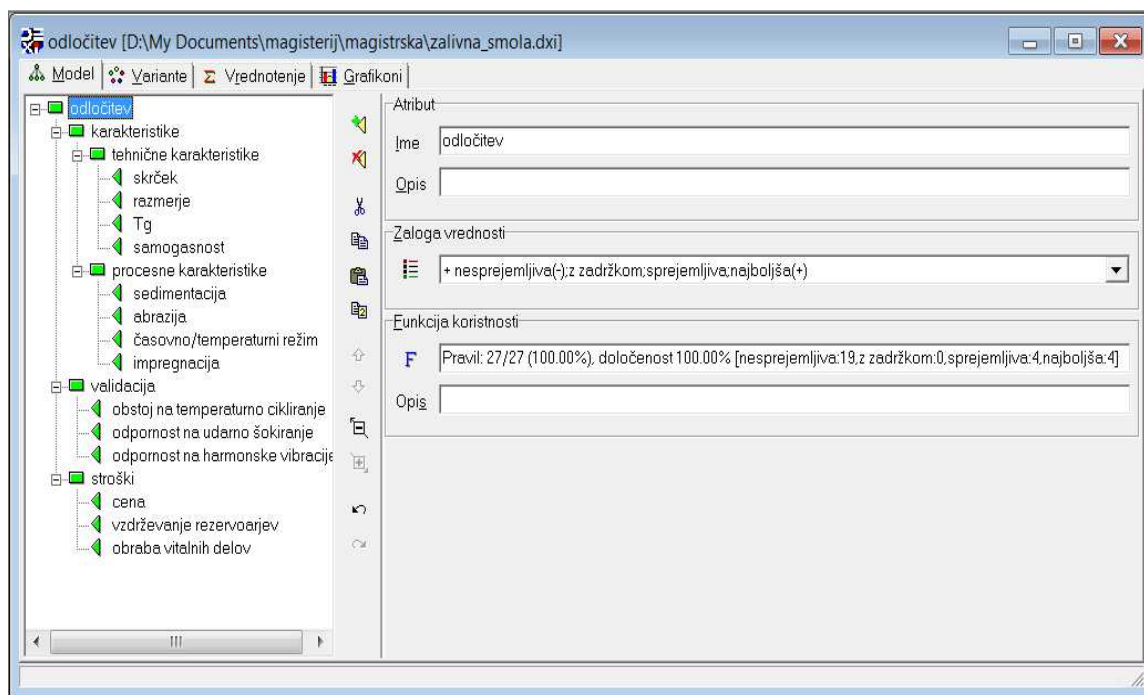 odločitev [D:\My Documents\magisterij\magistrska\zalivna_smola.dxi]
Model Variante Σ Vrednotenje Grafikoni
odločitev
karakteristike
tehnične karakteristike
skrček
razmerje
Tg
samogasnost
procesne karakteristike
sedimentacija
abrazija
časovno/temperaturni režim
impregnacija
validacija
obstoj na temperaturno cikliranje
odpornost na udarno šokiranje
odpornost na harmonske vibracije
stroški
cena
vzdrževanje rezervoarjev
obraba vitalnih delov
Atribut
Ime odločitev
Opis
Zaloga vrednosti
+ nesprejemljiva(-);z zadržkom;sprejemljiva;najboljša(+)
Funkcija koristnosti
F Pravil: 27/27 (100.00%), določenost 100.00% [nesprejemljiva:19,z zadržkom:0,sprejemljiva:4,najboljša:4]
Opis